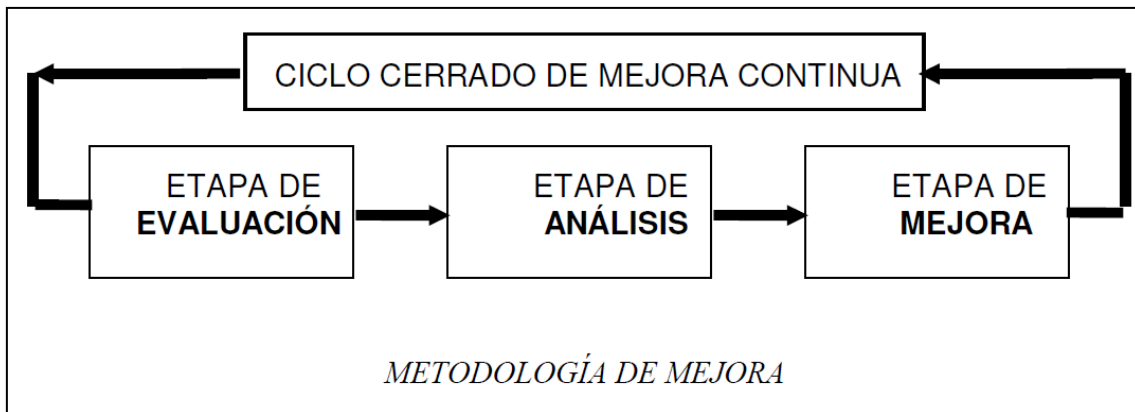 CICLO CERRADO DE MEJORA CONTINUA
ETAPA DE
EVALUACIÓN
ETAPA DE
ANÁLISIS
ETAPA DE
MEJORA
METODOLOGÍA DE MEJORA